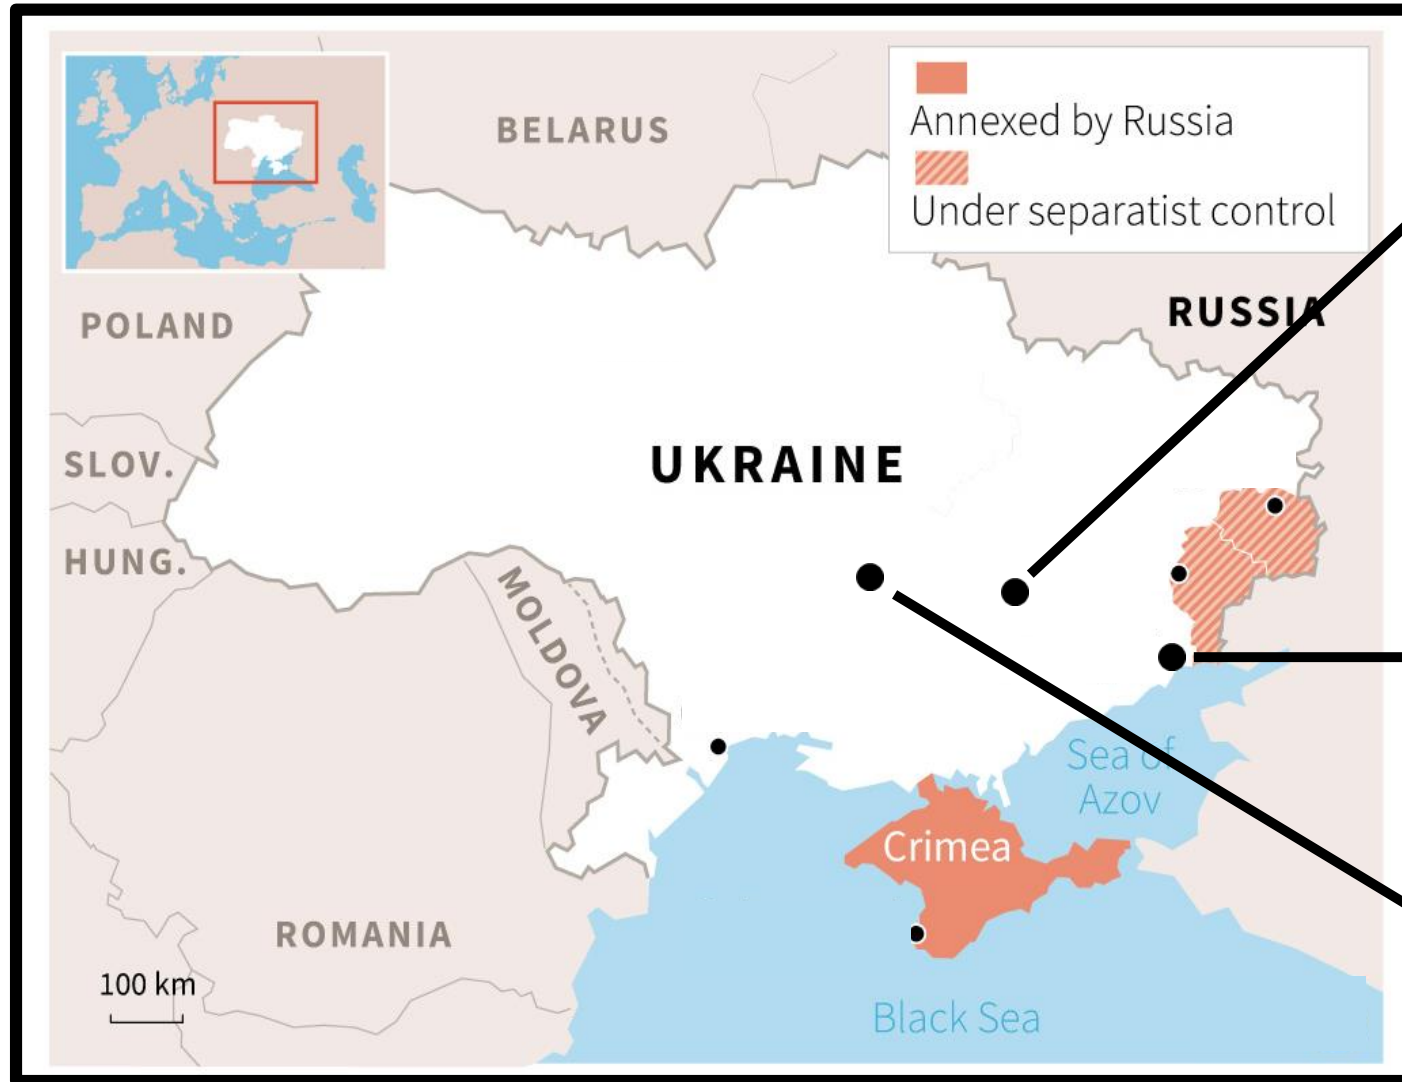 Annexed by Russia
Under separatist control
BELARUS
POLAND
RUSSIA
UKRAINE
SLOV.
HUNG.
MOLDOVA
Sea of
Azov
Crimea
ROMANIA
100 km
Black Sea